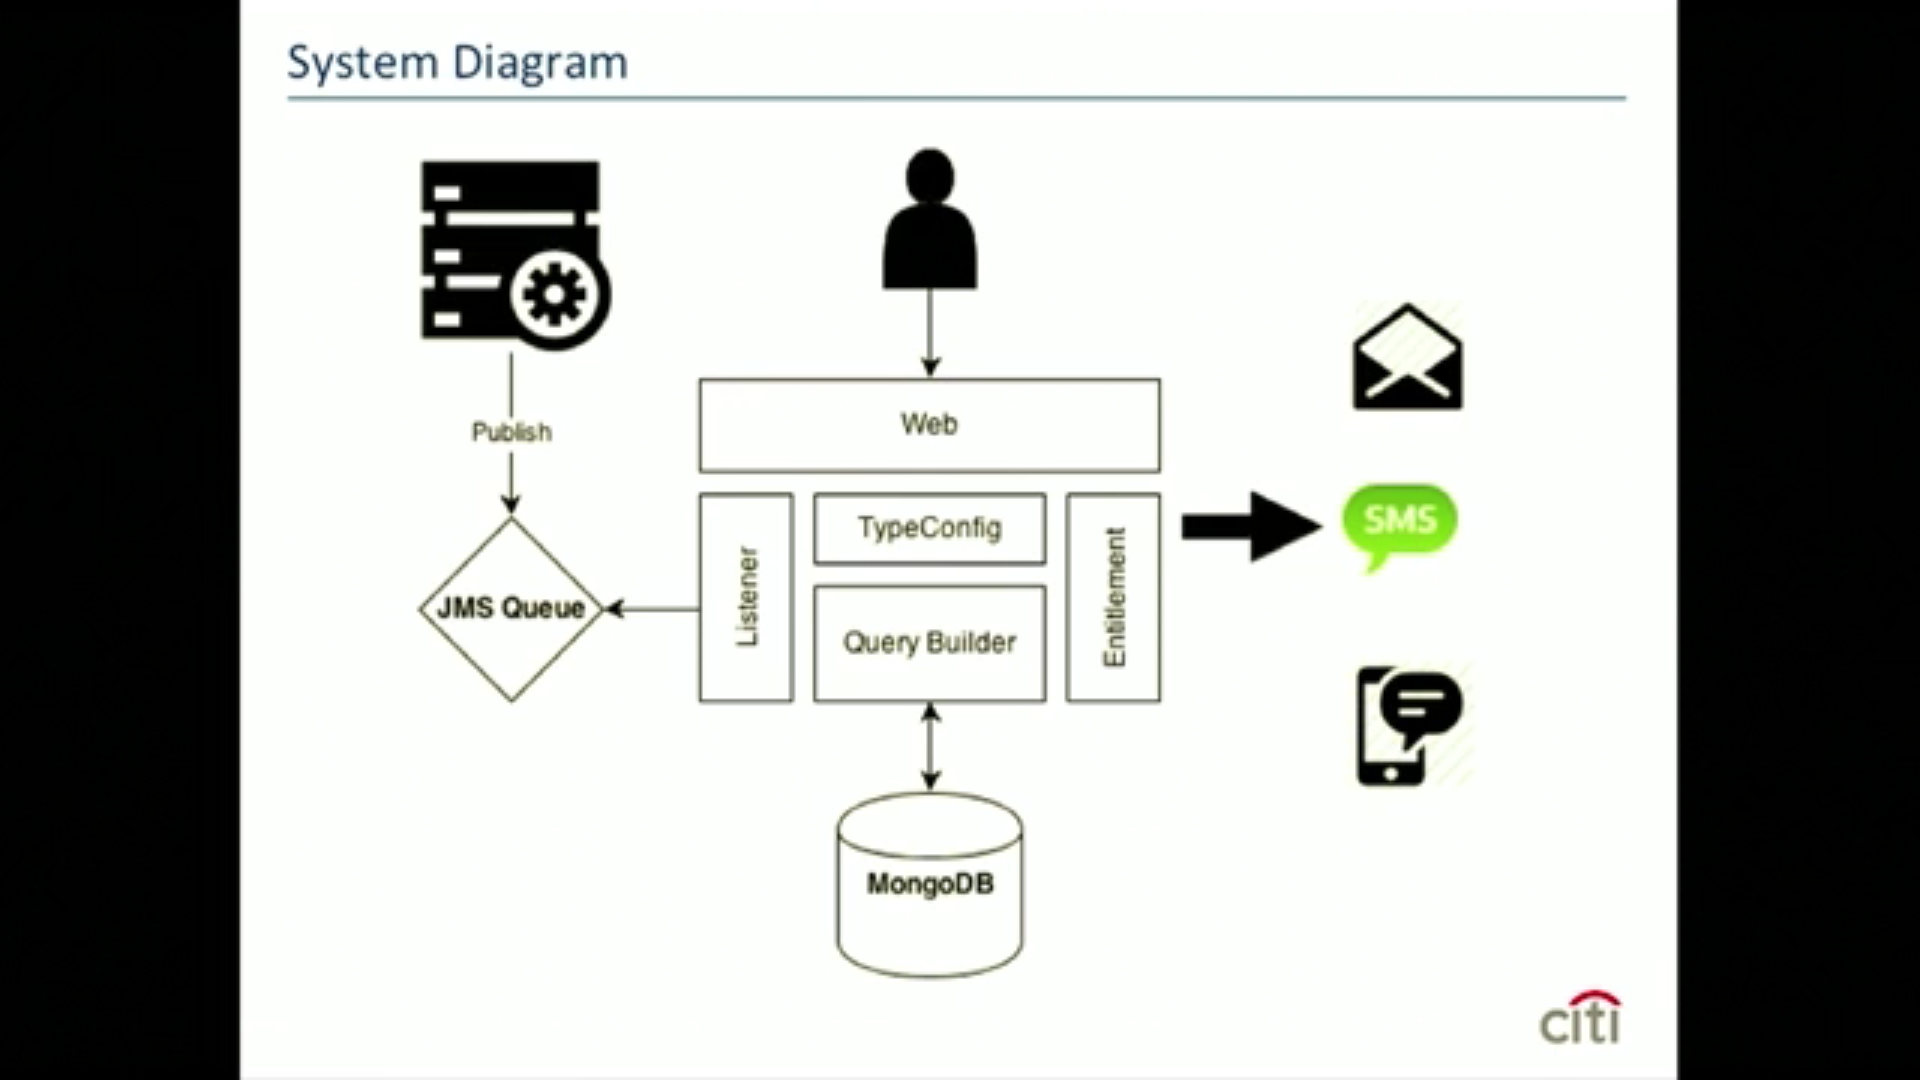 System Diagram
Publish
Web
TypeConfig
SMS
Listener
Entitlement
JMS Queue
Query Builder
MongoDB
citi